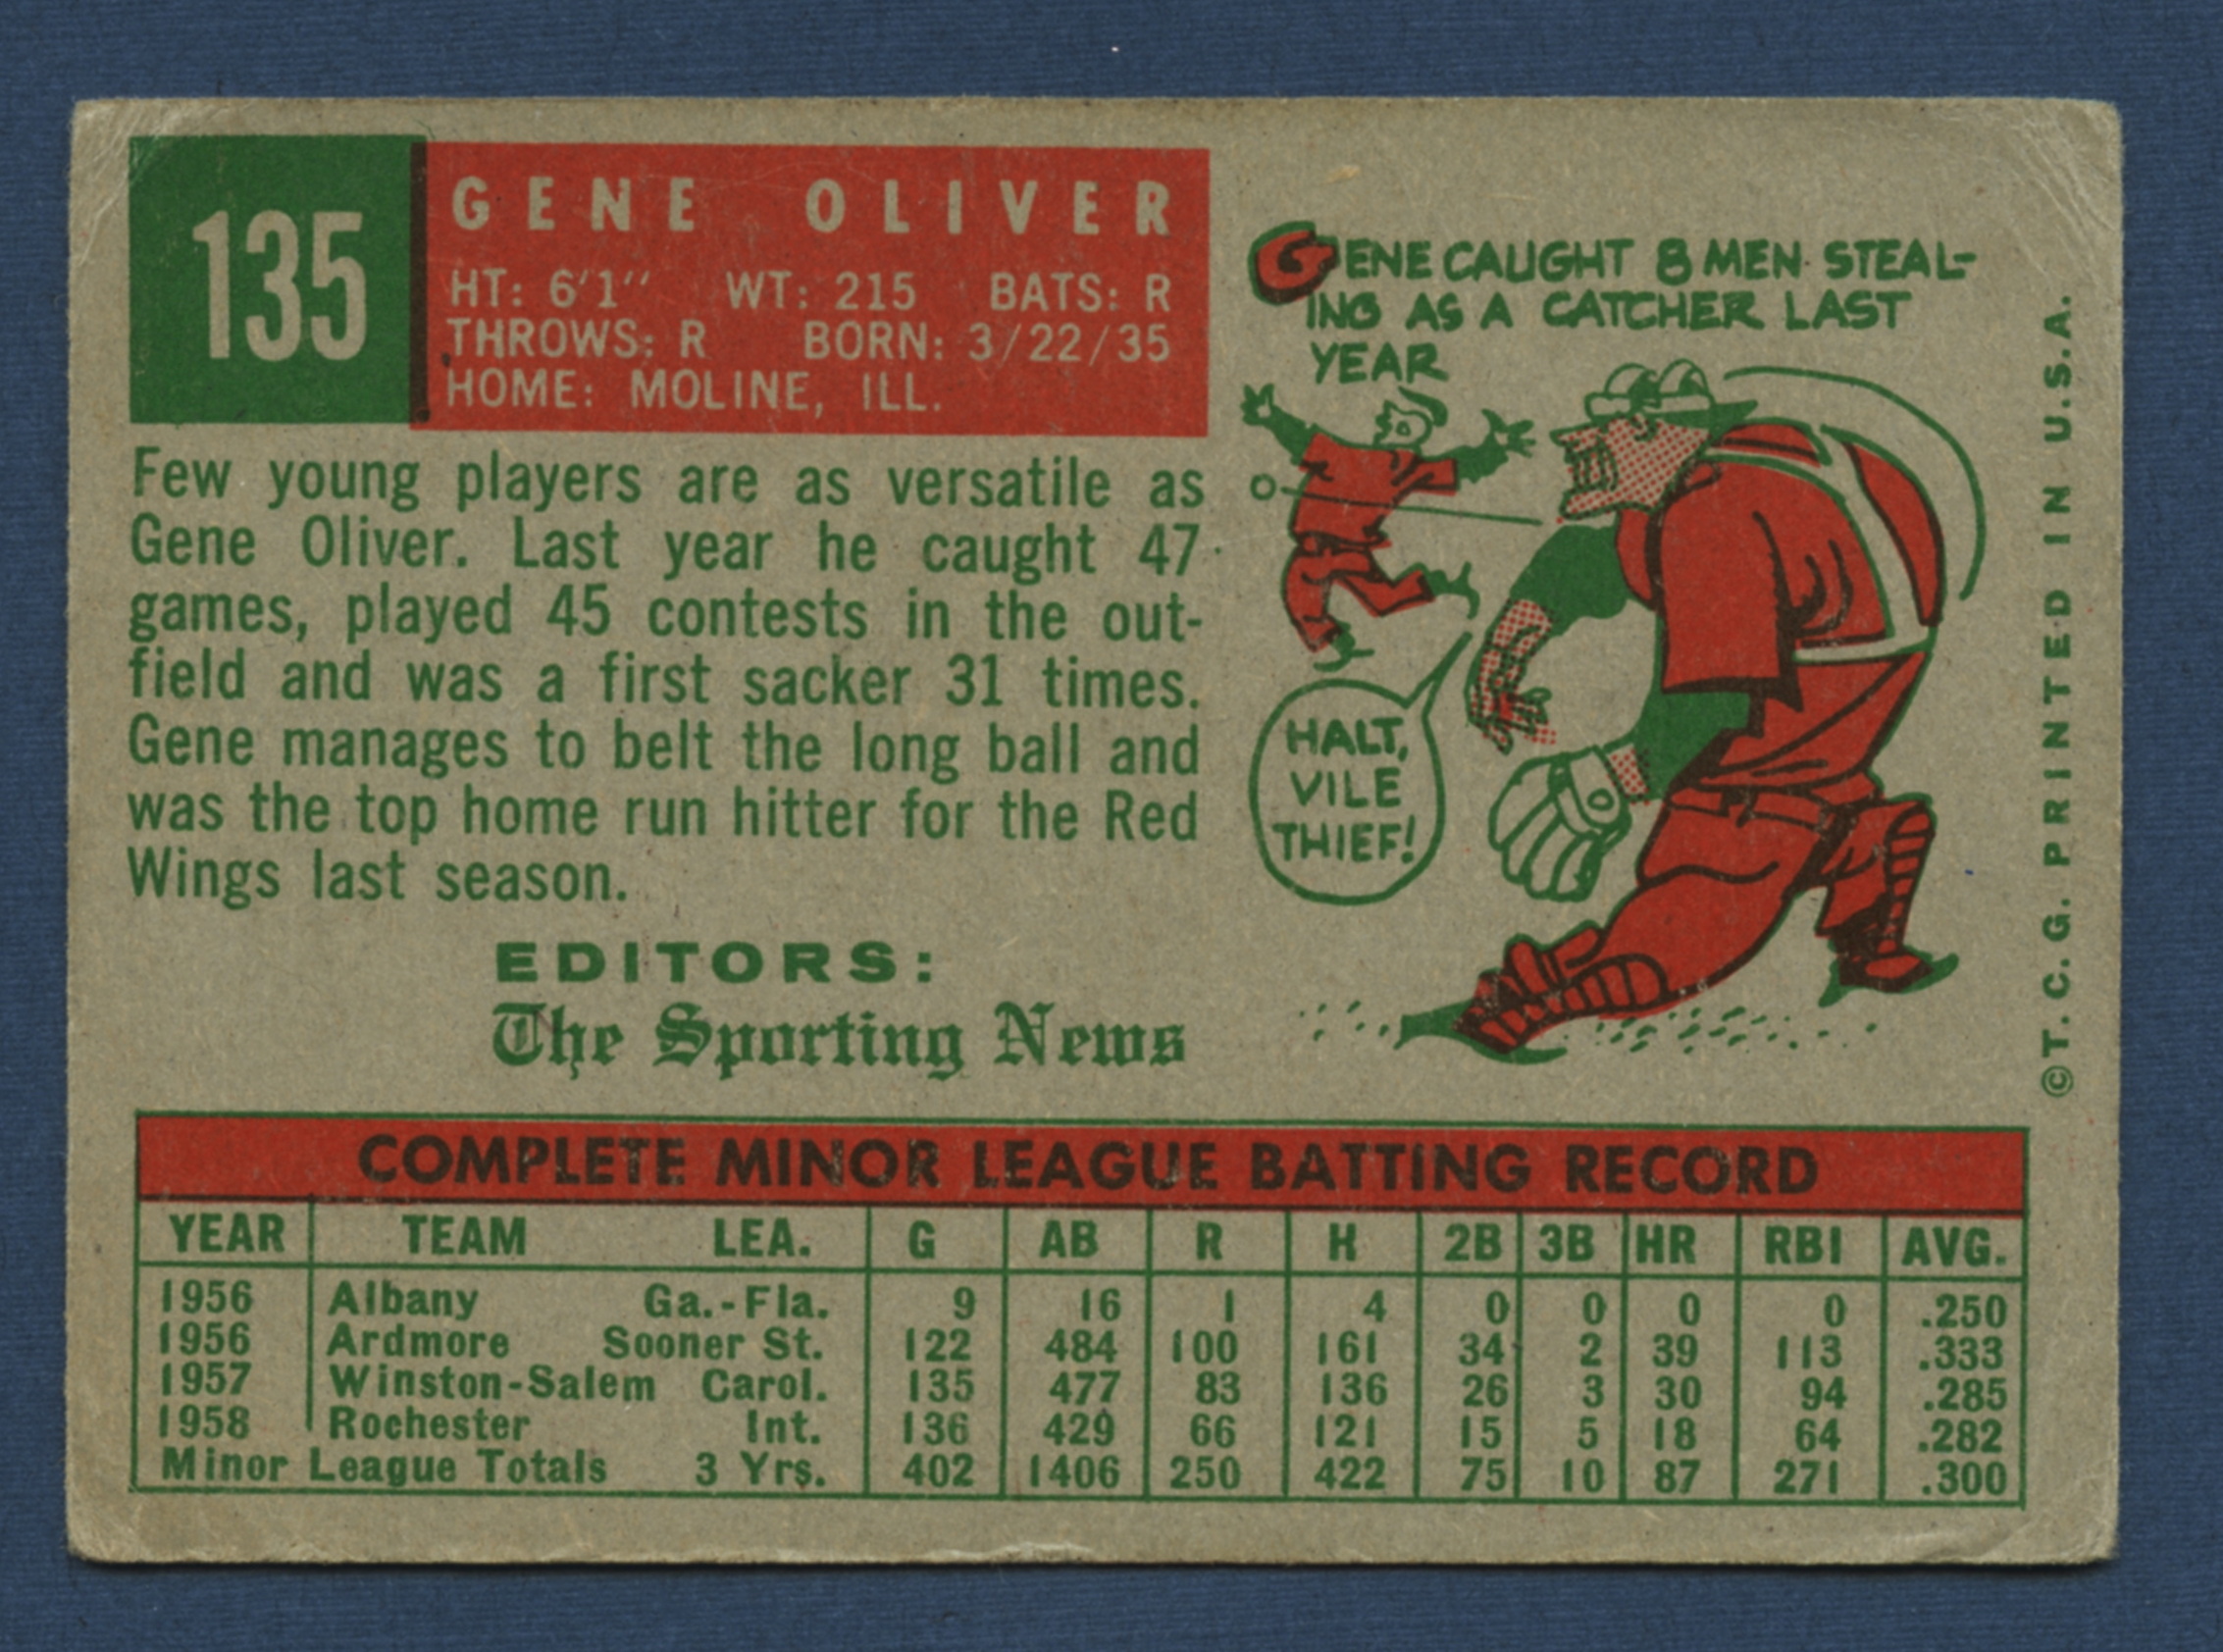 135
GENE OLIVER
HT: 6'1" WT: 215 BATS: R
THROWS: R BORN: 3/22/35
HOME: MOLINE, ILL.
Few young players are as versatile as
Gene Oliver. Last year he caught 47
games, played 45 contests in the out-
field and was a first sacker 31 times.
Gene manages to belt the long ball and
was the top home run hitter for the Red
Wings last season.
EDITORS:
The Sporting News
GENE CAUGHT 8 MEN STEAL-
ING AS A CATCHER LAST
YEAR
HALT,
VILE
THIEF!
©T. C. G. PRINTED IN U.S.A.
COMPLETE MINOR LEAGUE BATTING RECORD
YEAR TEAM LEA. G AB R H 2B 3B HR RBI AVG.
1956 Albany Ga.-Fla. 9 16 1 4 0 0 0 0 .250
1956 Ardmore Sooner St. 122 484 100 161 34 2 39 113 .333
1957 Winston-Salem Carol. 135 477 83 136 26 3 30 94 .285
1958 Rochester Int. 136 429 66 121 15 5 18 64 .282
Minor League Totals 3 Yrs. 402 1406 250 422 75 10 87 271 .300